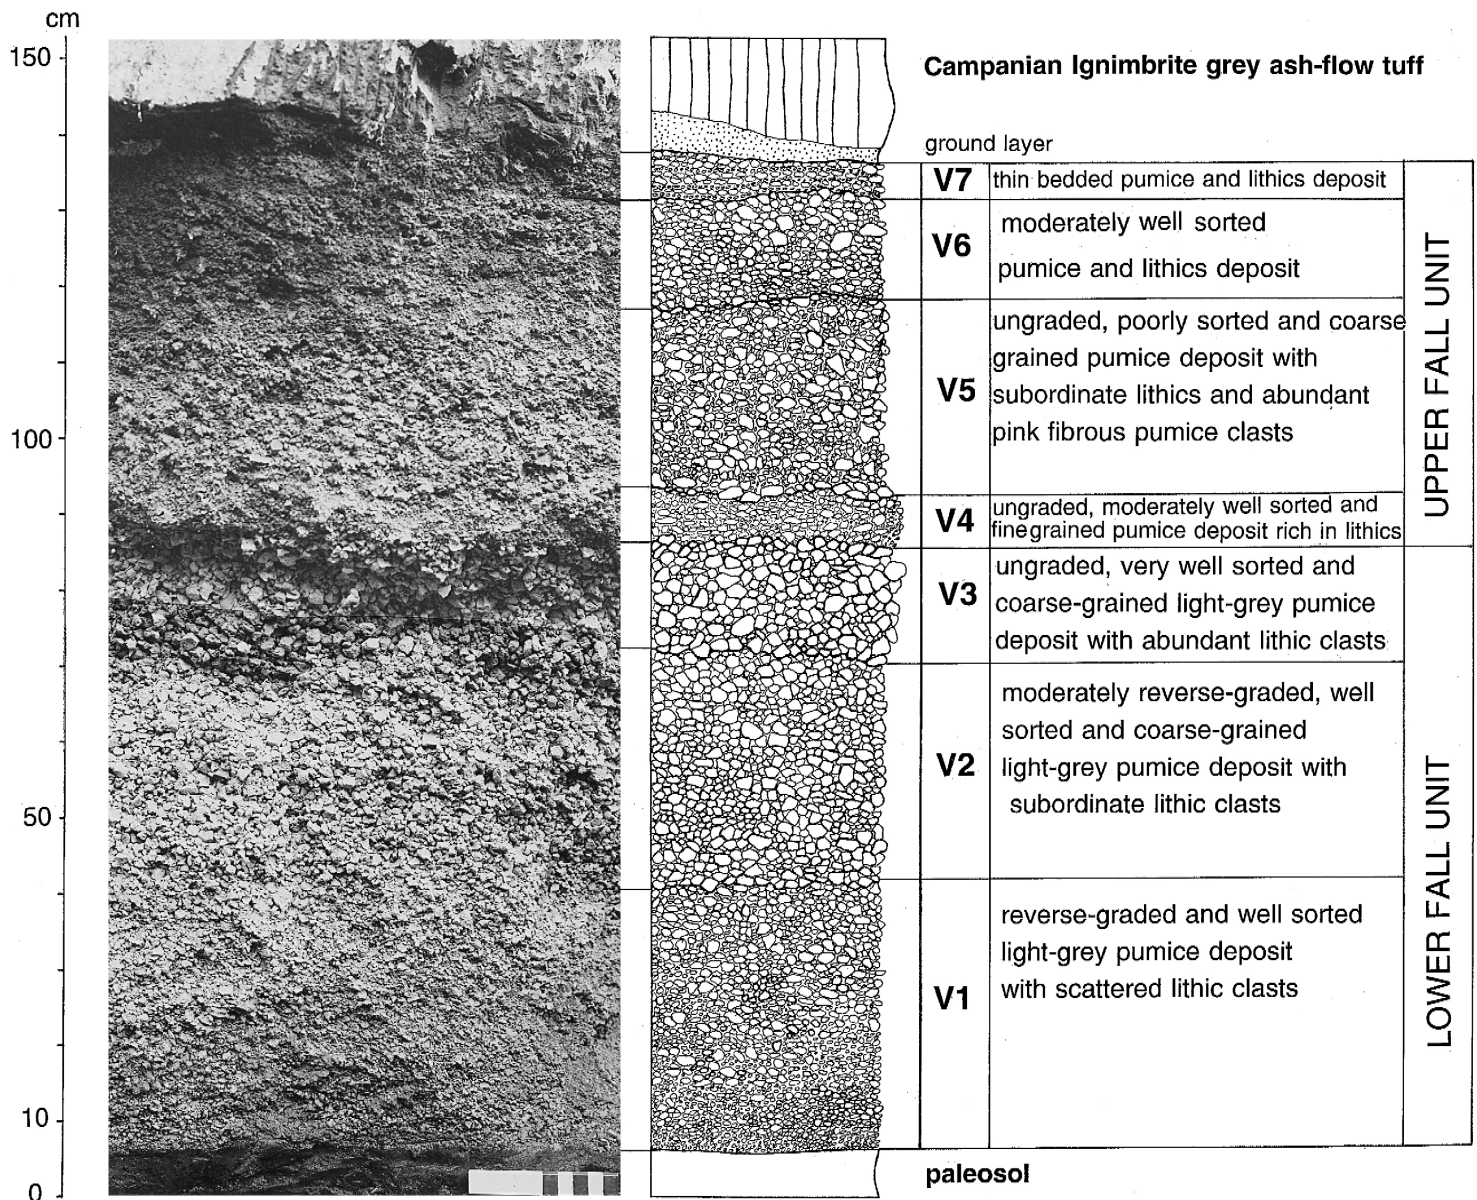 cm
150
100
50
10
0
Campanian Ignimbrite grey ash-flow tuff
ground layer
V7
thin bedded pumice and lithics deposit
V6
moderately well sorted
pumice and lithics deposit
V5
ungraded, poorly sorted and coarse
grained pumice deposit with
subordinate lithics and abundant
pink fibrous pumice clasts
V4
ungraded, moderately well sorted and
finegrained pumice deposit rich in lithics
UPPER FALL UNIT
V3
ungraded, very well sorted and
coarse-grained light-grey pumice
deposit with abundant lithic clasts
V2
moderately reverse-graded, well
sorted and coarse-grained
light-grey pumice deposit with
subordinate lithic clasts
V1
reverse-graded and well sorted
light-grey pumice deposit
with scattered lithic clasts
LOWER FALL UNIT
paleosol